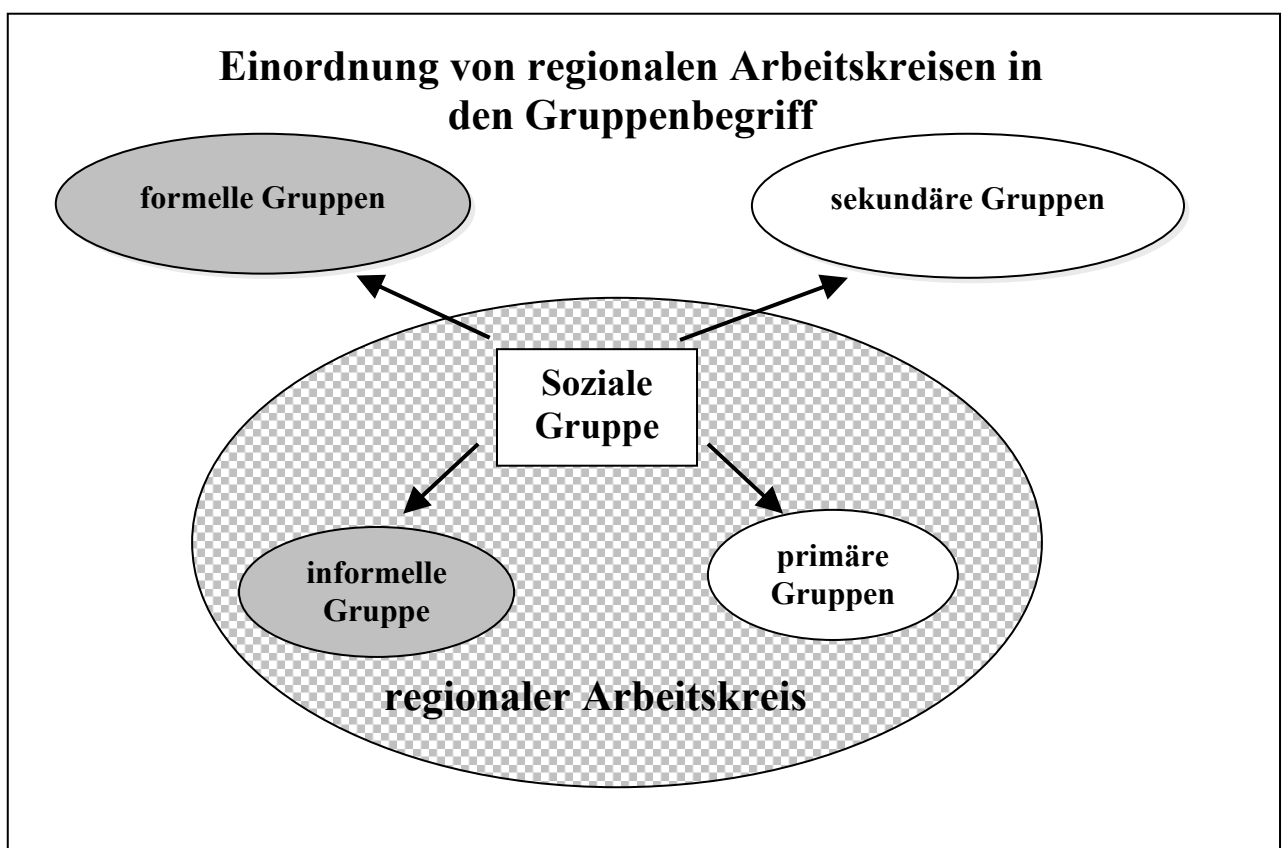 Einordnung von regionalen Arbeitskreisen in
den Gruppenbegriff
formelle Gruppen
sekundäre Gruppen
Soziale
Gruppe
informelle
Gruppe
primäre
Gruppen
regionaler Arbeitskreis